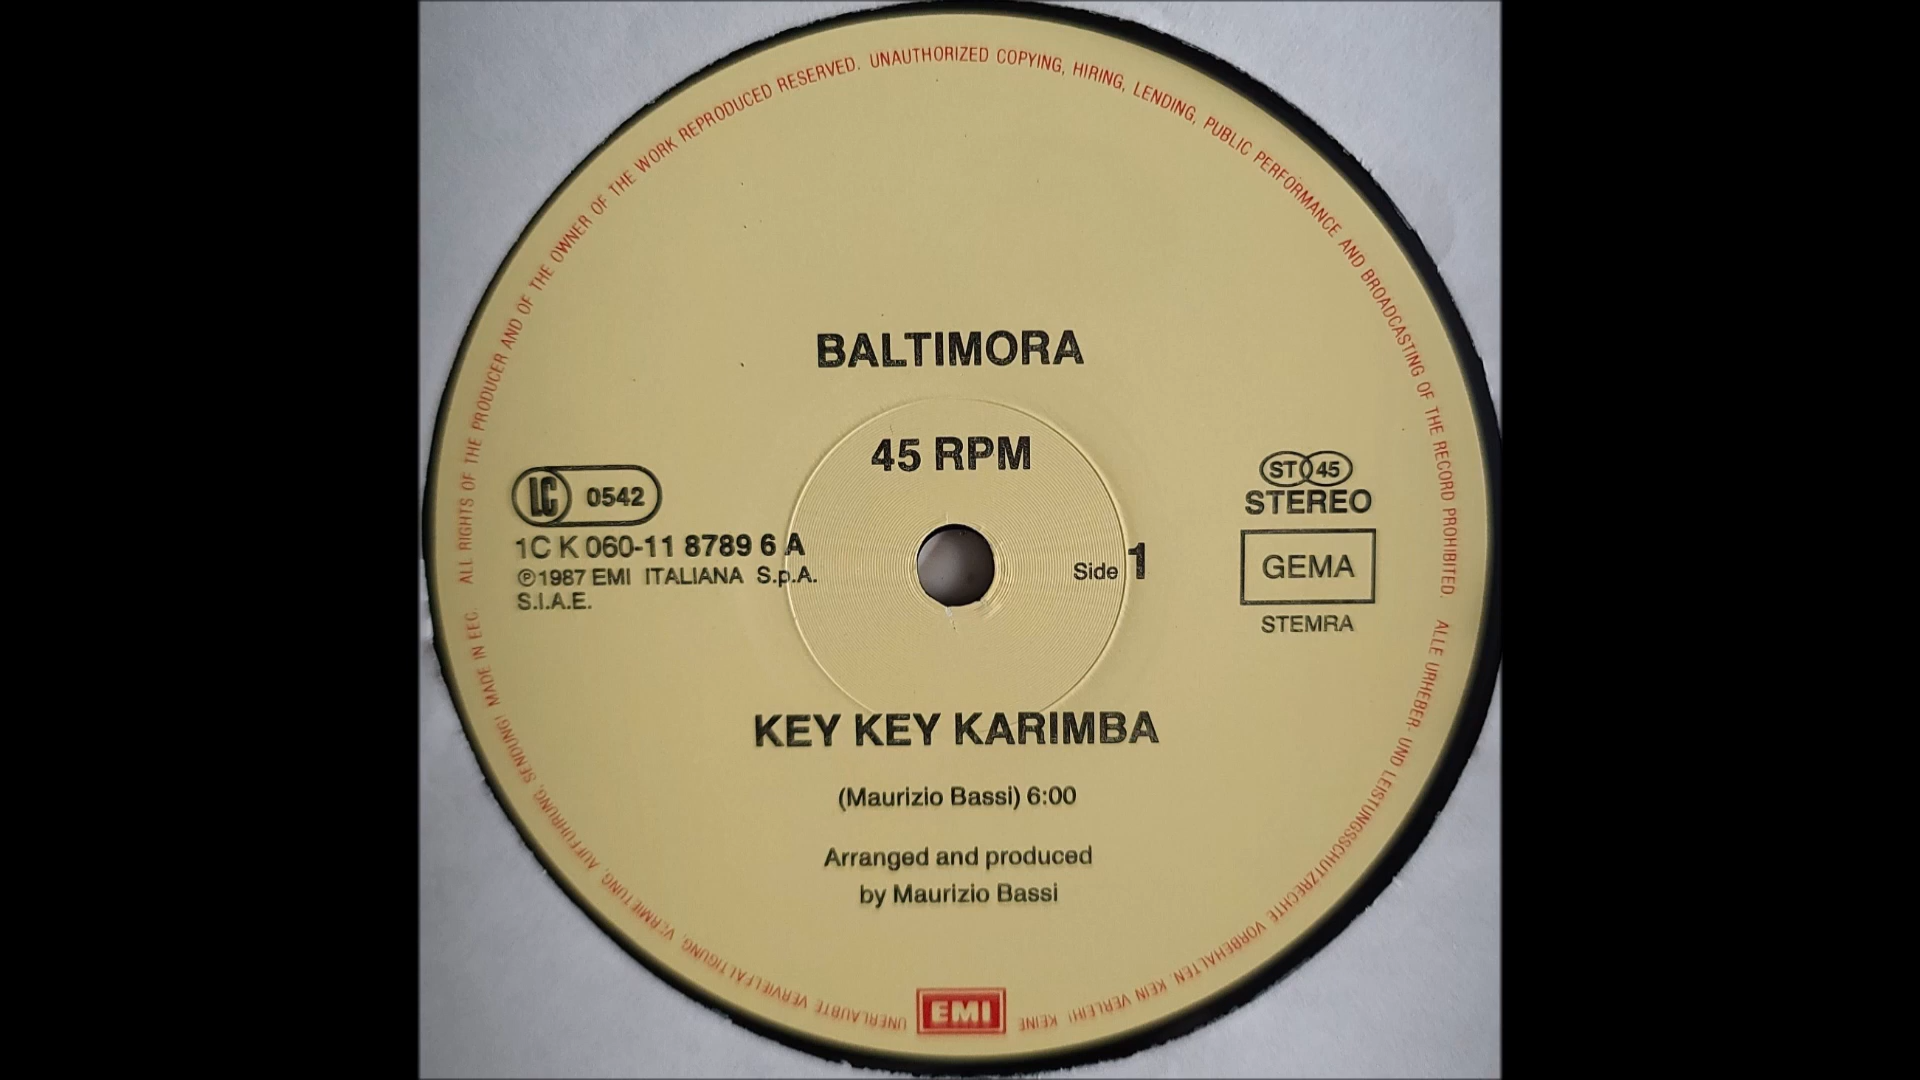 ALL RIGHTS OF THE PRODUCER AND OF THE OWNER OF THE WORK REPRODUCED RESERVED. UNAUTHORIZED COPYING, HIRING, LENDING, PUBLIC PERFORMANCE AND BROADCASTING OF THE RECORD PROHIBITED.
BALTIMORA
45 RPM
LC 0542
1C K 060-11 8789 6 A
℗1987 EMI ITALIANA S.p.A.
S.I.A.E.
Side 1
ST 45
STEREO
GEMA
STEMRA
KEY KEY KARIMBA
(Maurizio Bassi) 6:00
Arranged and produced
by Maurizio Bassi
EMI
ALLE URHEBER- UND LEISTUNGSSCHUTZRECHTE VORBEHALTEN. KEIN VERLEIH! KEINE UNERLAUBTE VERVIELFÄLTIGUNG, VERMIETUNG, AUFFÜHRUNG, SENDUNG! MADE IN EEC.